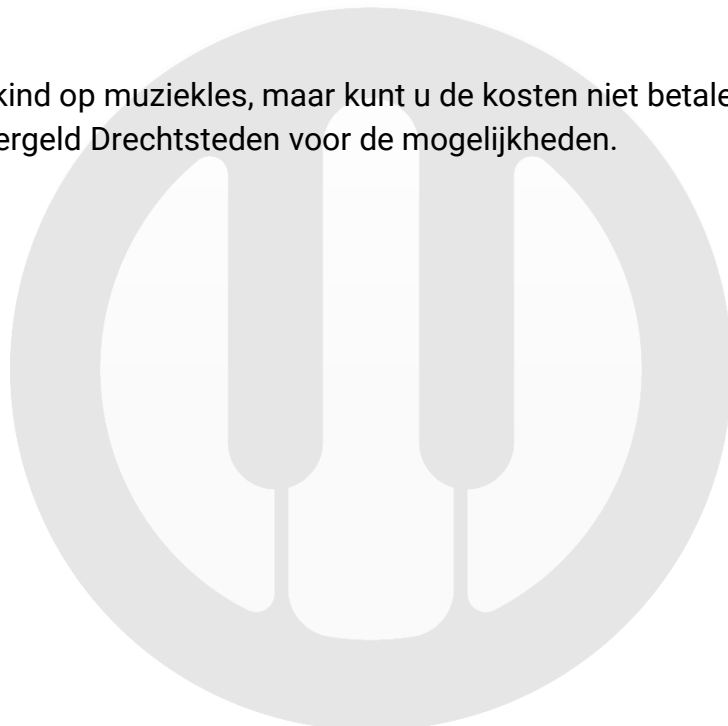 kind op muziekles, maar kunt u de kosten niet betale
ergeld Drechtsteden voor de mogelijkheden.